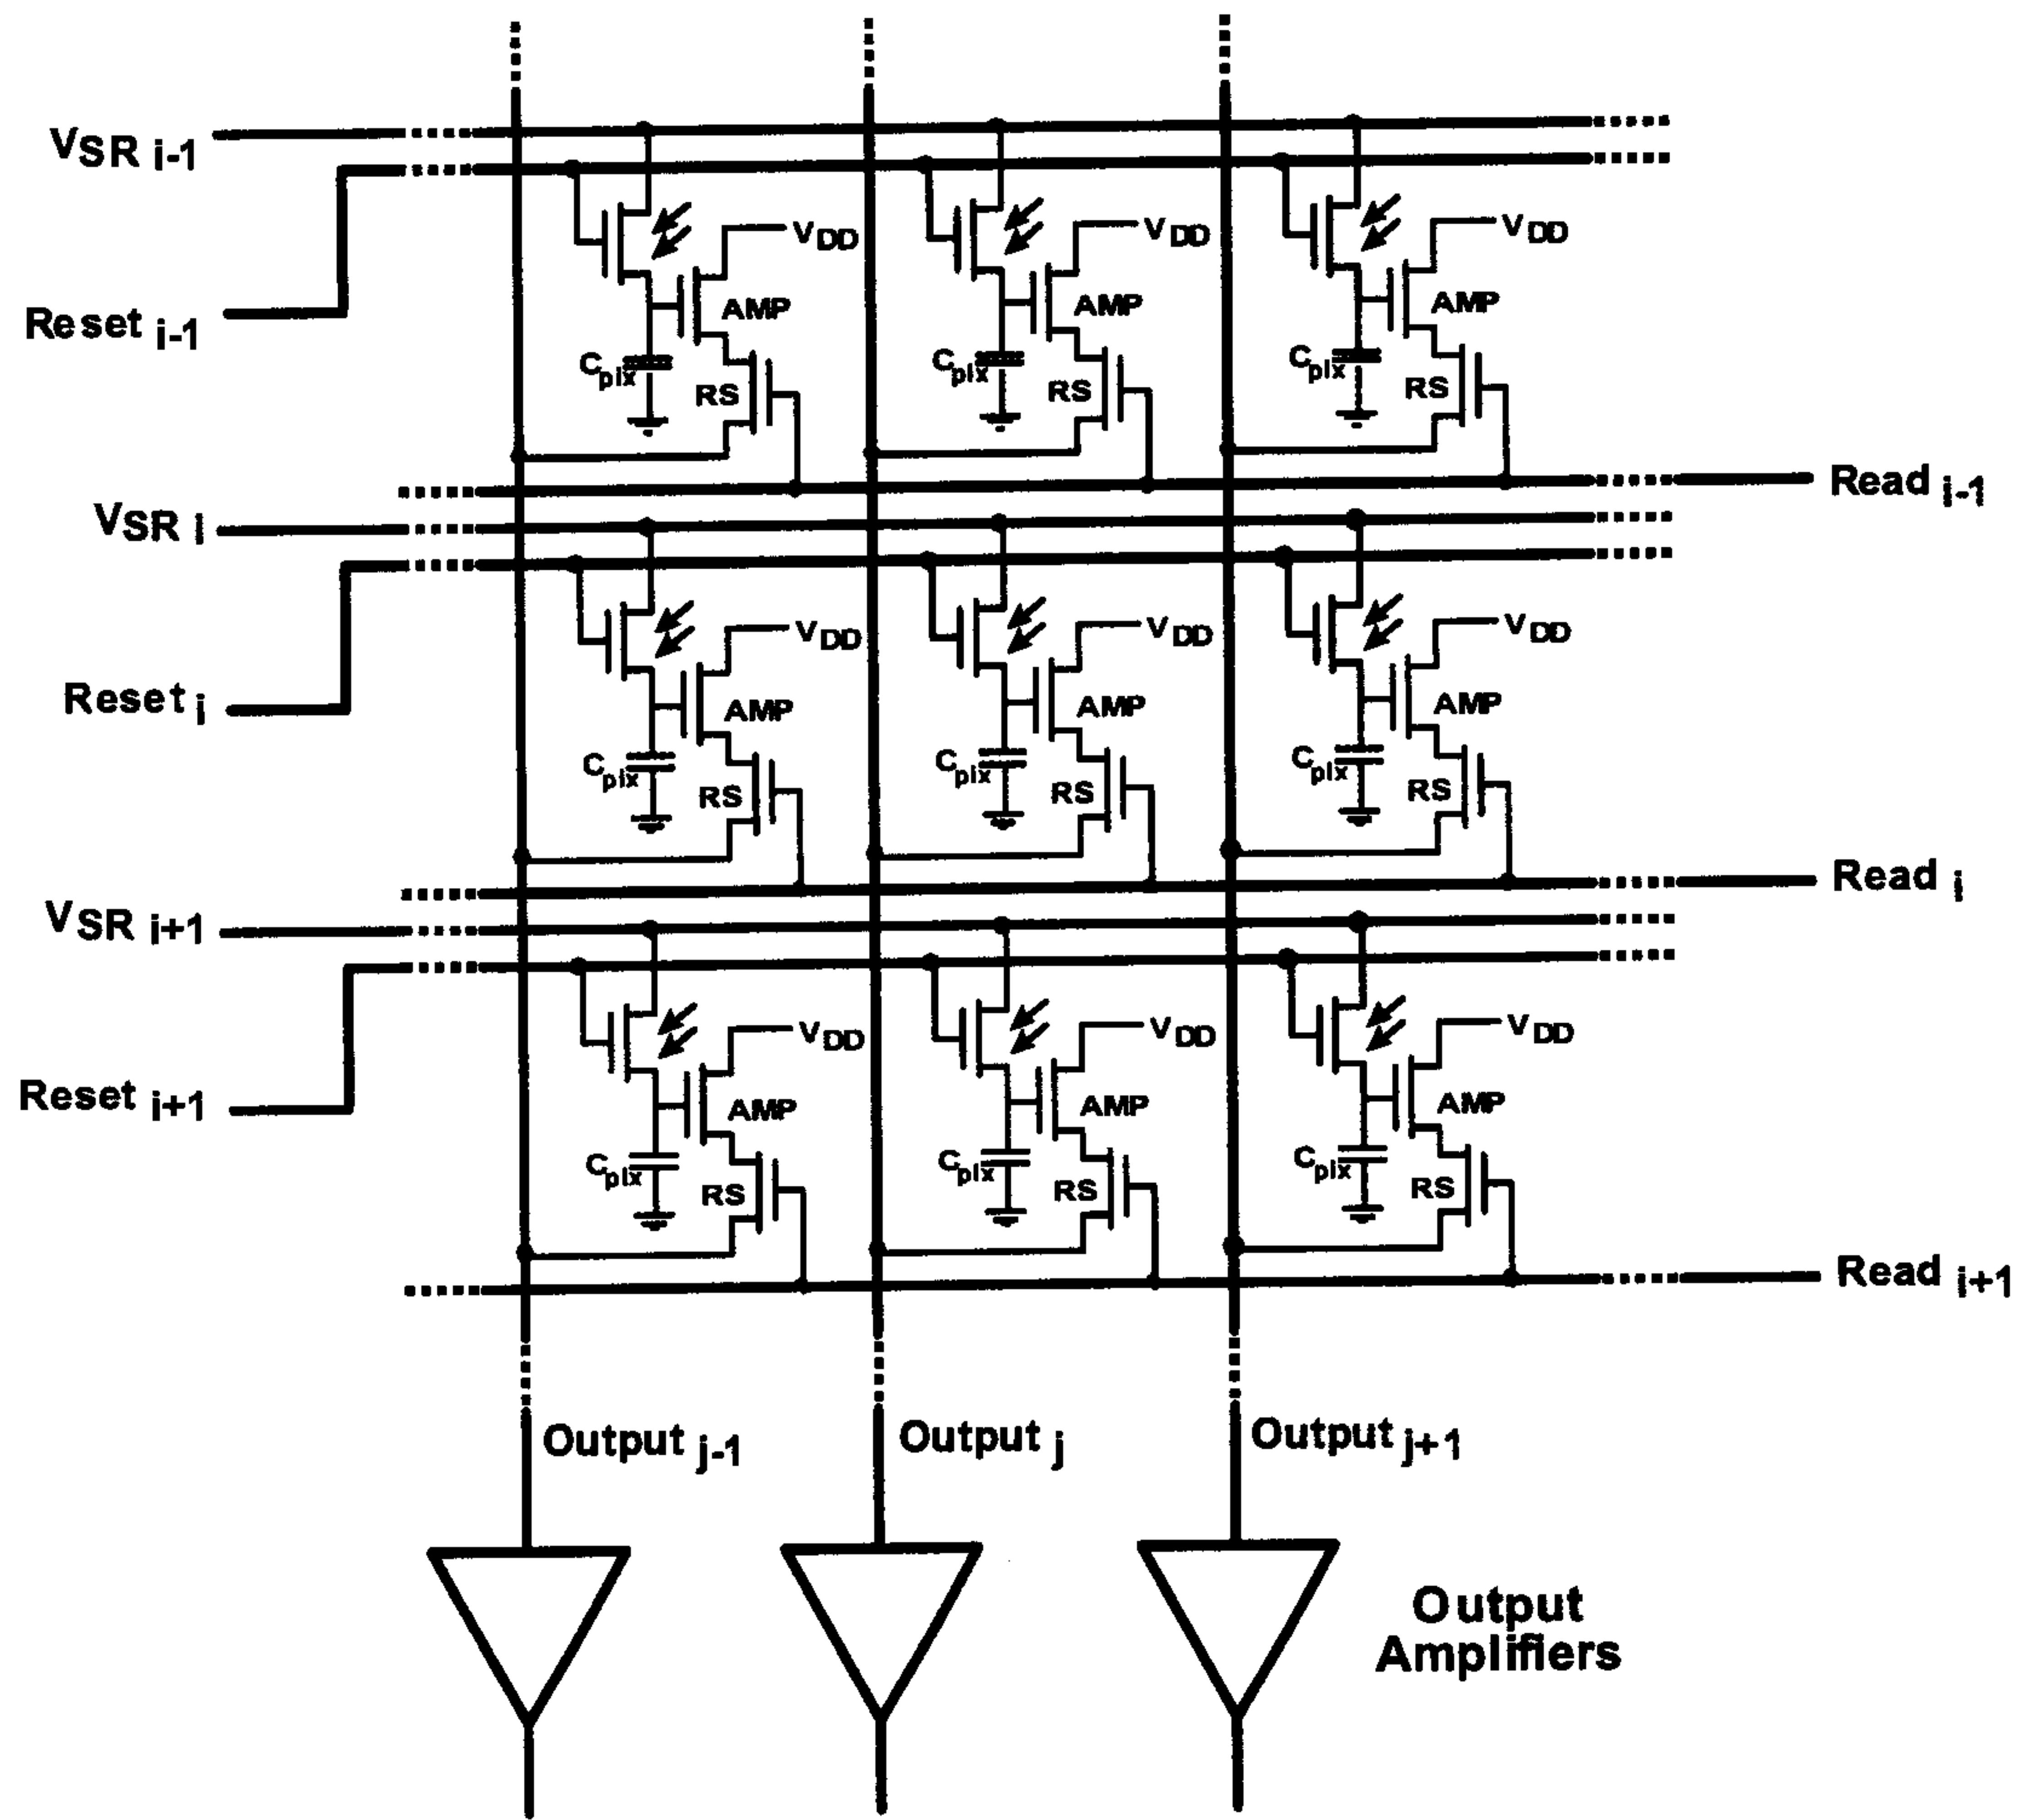 VSR i-1
Reset i-1
VDD VDD VDD
AMP AMP AMP
Cpix Cpix Cpix
RS RS RS
Read i-1
VSR i
Reset i
VDD VDD VDD
AMP AMP AMP
Cpix Cpix Cpix
RS RS RS
Read i
VSR i+1
Reset i+1
VDD VDD VDD
AMP AMP AMP
Cpix Cpix Cpix
RS RS RS
Read i+1
Output j-1 Output j Output j+1
Output
Amplifiers